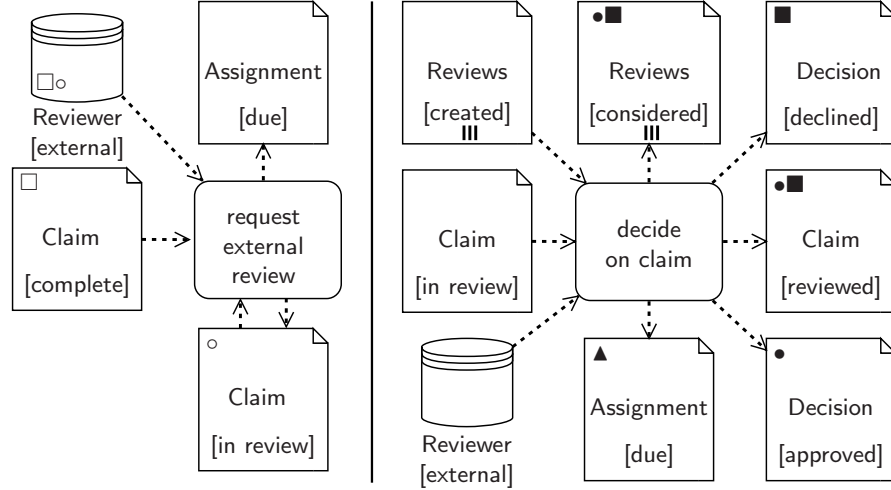 Reviewer
[external]
Assignment
[due]
Claim
[complete]
request
external
review
Claim
[in review]
Reviews
[created]
Reviews
[considered]
Decision
[declined]
Claim
[in review]
decide
on claim
Claim
[reviewed]
Reviewer
[external]
Assignment
[due]
Decision
[approved]